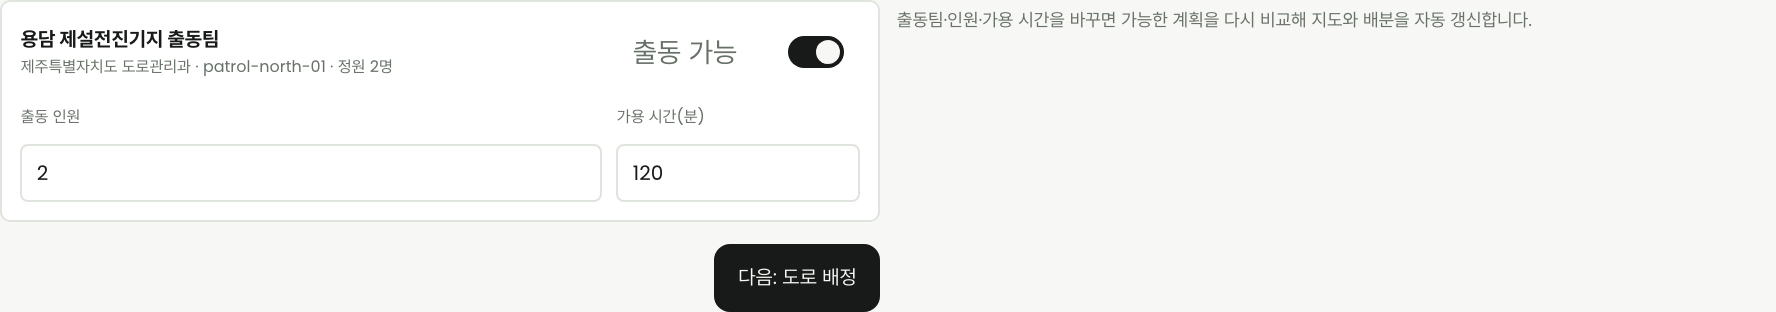 용담 제설전진기지 출동팀
제주특별자치도 도로관리과 · patrol-north-01 · 정원 2명
출동 가능
출동 인원
가용 시간(분)
2
120
다음: 도로 배정
출동팀·인원·가용 시간을 바꾸면 가능한 계획을 다시 비교해 지도와 배분을 자동 갱신합니다.